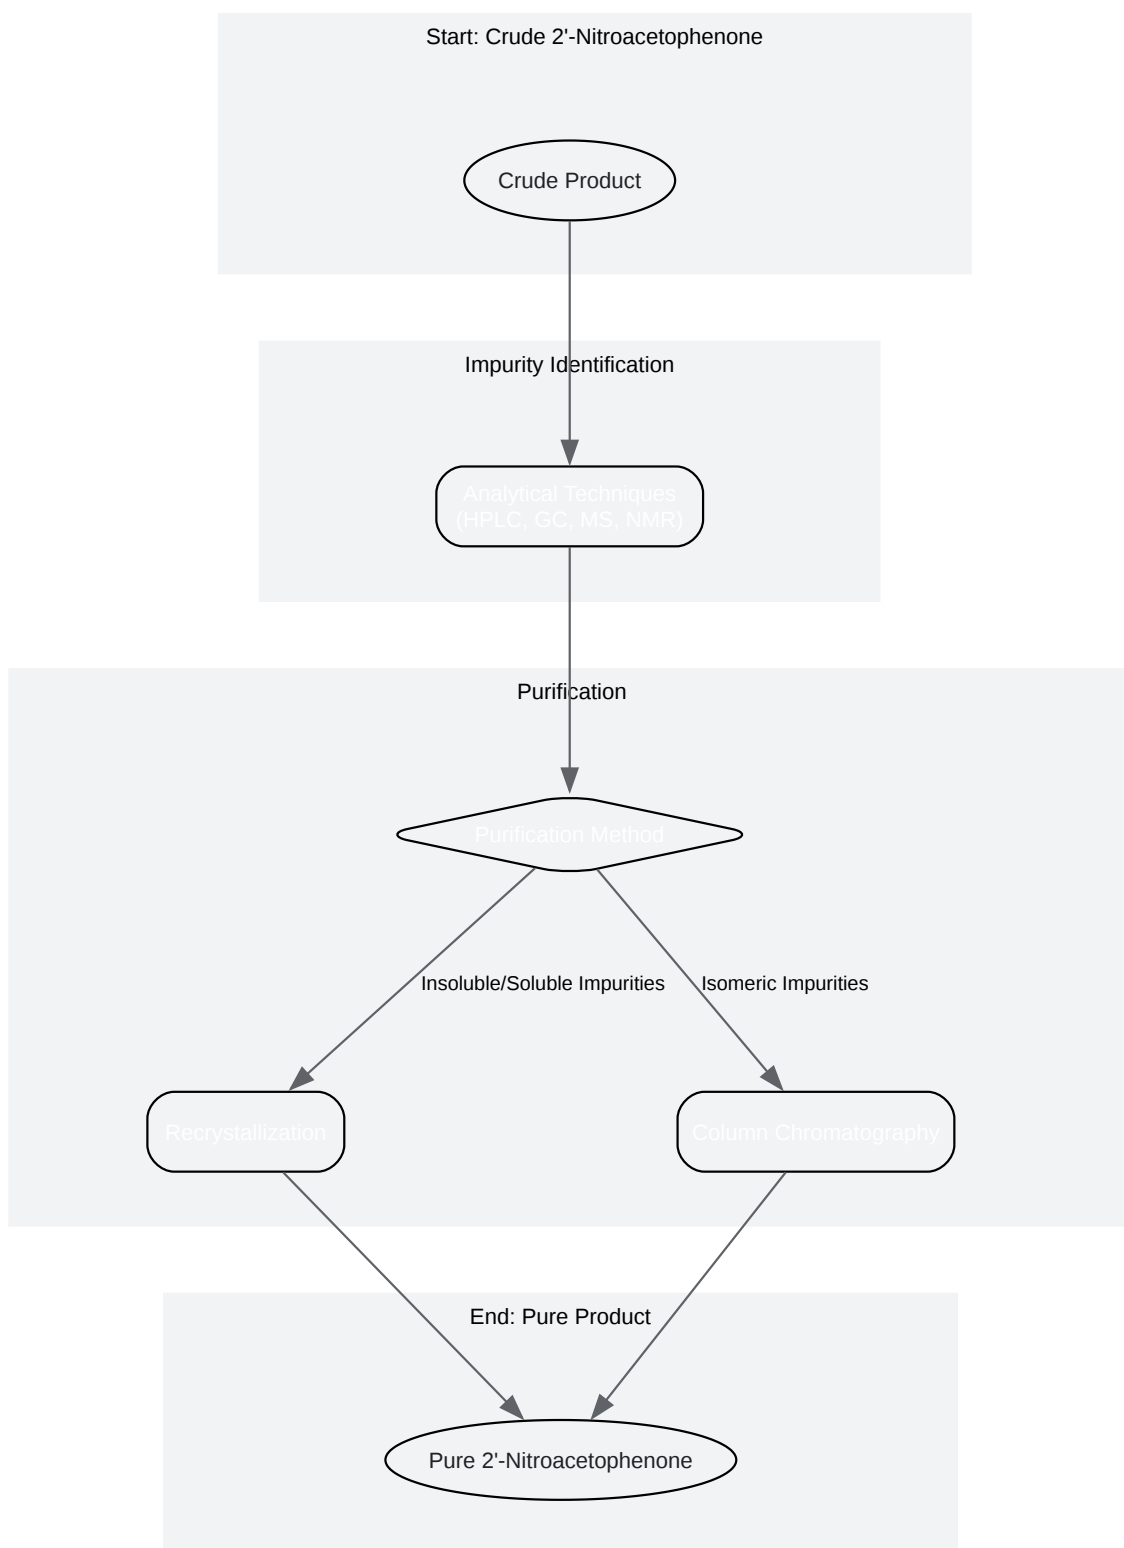 Start: Crude 2'-Nitroacetophenone
Crude Product
Impurity Identification
Analytical Techniques
(HPLC, GC, MS, NMR)
Purification
Purification Method
Insoluble/Soluble Impurities
Isomeric Impurities
Recrystallization
Column Chromatography
End: Pure Product
Pure 2'-Nitroacetophenone